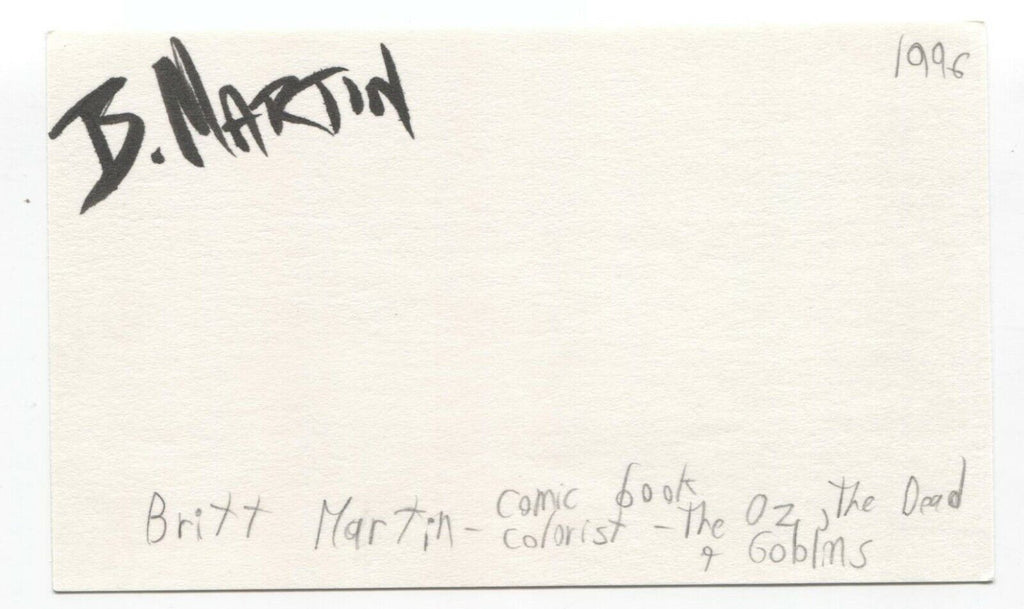 B. MARTIN
1996
Britt Martin - comic book colorist - The Oz, The Dead & Goblins